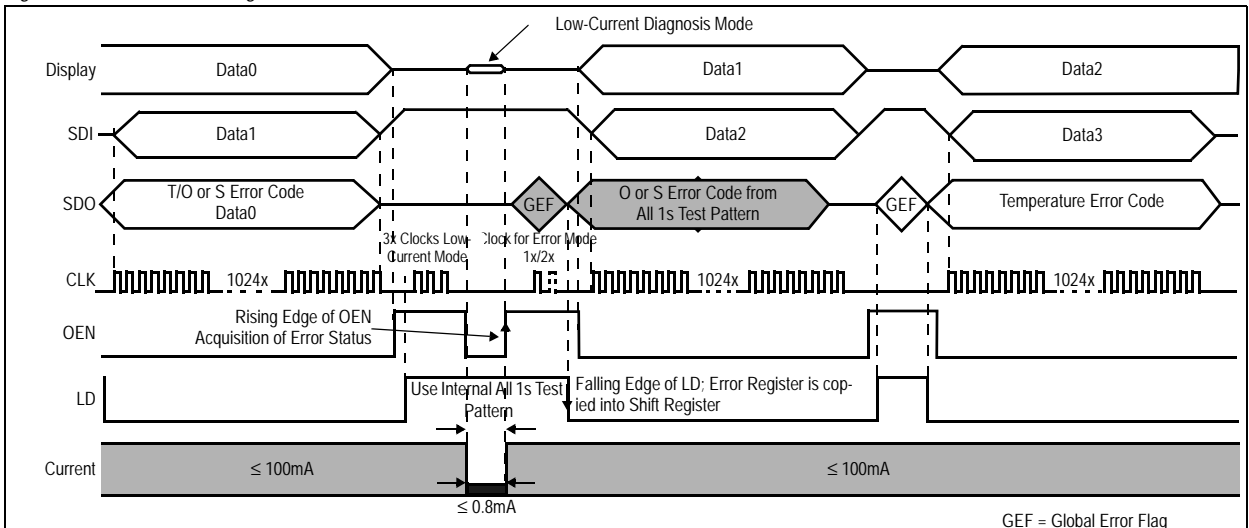 Low-Current Diagnosis Mode
Display
Data0
Data1
Data2
SDI
Data1
Data2
Data3
SDO
T/O or S Error Code
Data0
GEF
O or S Error Code from
All 1s Test Pattern
GEF
Temperature Error Code
3x Clocks Low-
Current Mode
Clock for Error Mode
1x/2x
CLK
1024x
1024x
1024x
OEN
Rising Edge of OEN
Acquisition of Error Status
LD
Use Internal All 1s Test
Pattern
Falling Edge of LD; Error Register is cop-
ied into Shift Register
Current
≤ 100mA
≤ 100mA
≤ 0.8mA
GEF = Global Error Flag